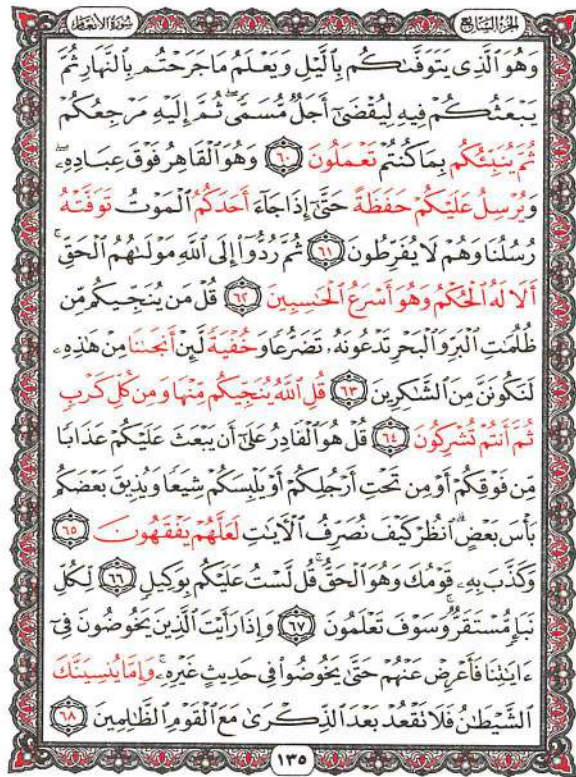 الجزء السابع سورة الأنعام
وَهُوَ ٱلَّذِى يَتَوَفَّىٰكُم بِٱلَّيْلِ وَيَعْلَمُ مَا جَرَحْتُم بِٱلنَّهَارِ ثُمَّ
يَبْعَثُكُمْ فِيهِ لِيُقْضَىٰٓ أَجَلٌ مُّسَمًّى ۖ ثُمَّ إِلَيْهِ مَرْجِعُكُمْ
ثُمَّ يُنَبِّئُكُم بِمَا كُنتُمْ تَعْمَلُونَ ٦٠ وَهُوَ ٱلْقَاهِرُ فَوْقَ عِبَادِهِۦ ۖ
وَيُرْسِلُ عَلَيْكُمْ حَفَظَةً حَتَّىٰٓ إِذَا جَآءَ أَحَدَكُمُ ٱلْمَوْتُ تَوَفَّتْهُ
رُسُلُنَا وَهُمْ لَا يُفَرِّطُونَ ٦١ ثُمَّ رُدُّوٓا۟ إِلَى ٱللَّهِ مَوْلَىٰهُمُ ٱلْحَقِّ ۚ
أَلَا لَهُ ٱلْحُكْمُ وَهُوَ أَسْرَعُ ٱلْحَـٰسِبِينَ ٦٢ قُلْ مَن يُنَجِّيكُم مِّن
ظُلُمَـٰتِ ٱلْبَرِّ وَٱلْبَحْرِ تَدْعُونَهُۥ تَضَرُّعًا وَخُفْيَةً لَّئِنْ أَنجَىٰنَا مِنْ هَـٰذِهِۦ
لَنَكُونَنَّ مِنَ ٱلشَّـٰكِرِينَ ٦٣ قُلِ ٱللَّهُ يُنَجِّيكُم مِّنْهَا وَمِن كُلِّ كَرْبٍ
ثُمَّ أَنتُمْ تُشْرِكُونَ ٦٤ قُلْ هُوَ ٱلْقَادِرُ عَلَىٰٓ أَن يَبْعَثَ عَلَيْكُمْ عَذَابًا
مِّن فَوْقِكُمْ أَوْ مِن تَحْتِ أَرْجُلِكُمْ أَوْ يَلْبِسَكُمْ شِيَعًا وَيُذِيقَ بَعْضَكُم
بَأْسَ بَعْضٍ ۗ ٱنظُرْ كَيْفَ نُصَرِّفُ ٱلْـَٔايَـٰتِ لَعَلَّهُمْ يَفْقَهُونَ ٦٥
وَكَذَّبَ بِهِۦ قَوْمُكَ وَهُوَ ٱلْحَقُّ ۚ قُل لَّسْتُ عَلَيْكُم بِوَكِيلٍ ٦٦ لِّكُلِّ
نَبَإٍ مُّسْتَقَرٌّ ۚ وَسَوْفَ تَعْلَمُونَ ٦٧ وَإِذَا رَأَيْتَ ٱلَّذِينَ يَخُوضُونَ فِىٓ
ءَايَـٰتِنَا فَأَعْرِضْ عَنْهُمْ حَتَّىٰ يَخُوضُوا۟ فِى حَدِيثٍ غَيْرِهِۦ ۚ وَإِمَّا يُنسِيَنَّكَ
ٱلشَّيْطَـٰنُ فَلَا تَقْعُدْ بَعْدَ ٱلذِّكْرَىٰ مَعَ ٱلْقَوْمِ ٱلظَّـٰلِمِينَ ٦٨
١٣٥